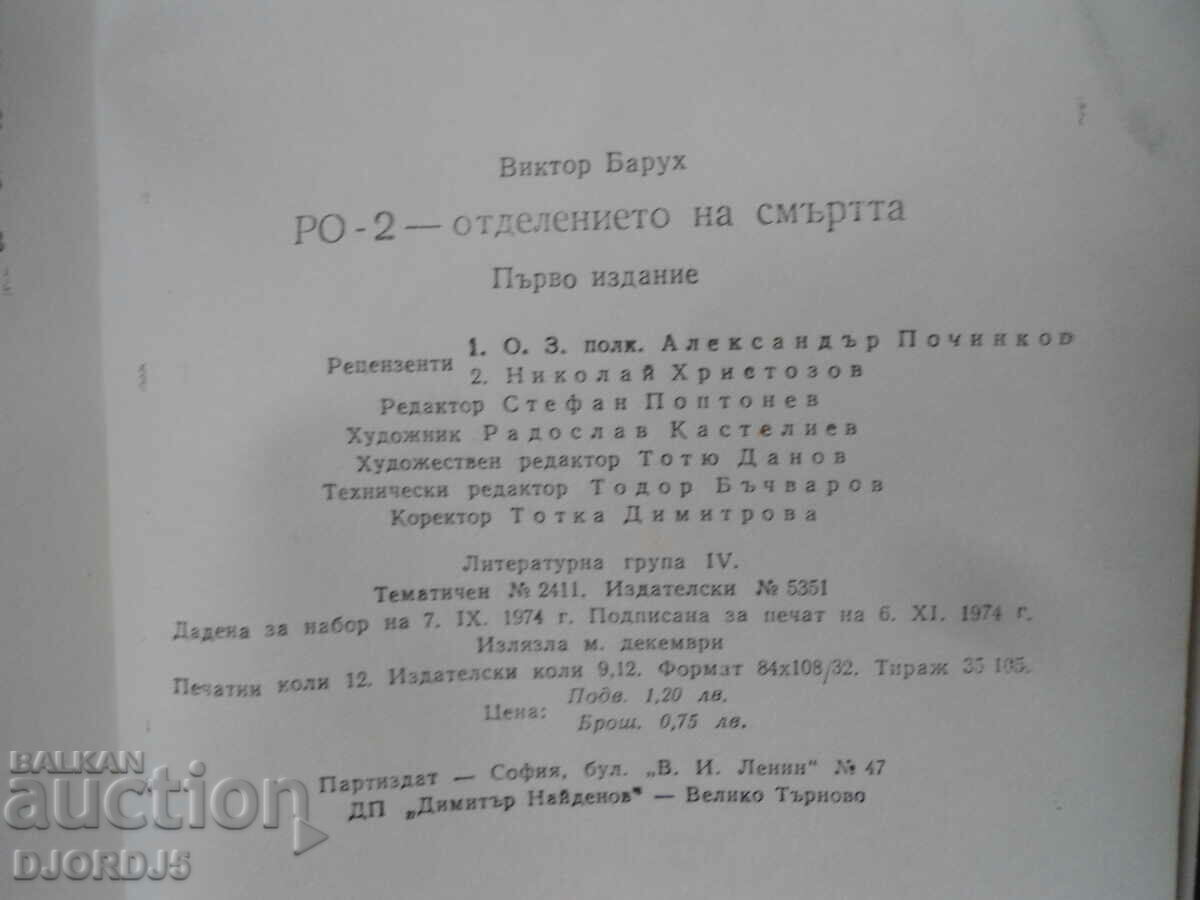 Виктор Барух
РО-2 — отделението на смъртта
Първо издание
Рецензенти 1. О. З. полк. Александър Починков
2. Николай Христозов
Редактор Стефан Поптонев
Художник Радослав Кастелиев
Художествен редактор Тотю Данов
Технически редактор Тодор Бъчваров
Коректор Тотка Димитрова
Литературна група IV.
Тематичен № 2411. Издателски № 5351
Дадена за набор на 7. IX. 1974 г. Подписана за печат на 6. XI. 1974 г.
Излязла м. декември
Печатни коли 12. Издателски коли 9,12. Формат 84x108/32. Тираж 35 105.
Цена: Подв. 1,20 лв.
Брош. 0,75 лв.
Партиздат — София, бул. „В. И. Ленин“ № 47
ДП „Димитър Найденов“ — Велико Търново
BALKAN
auction
DJORDJ5